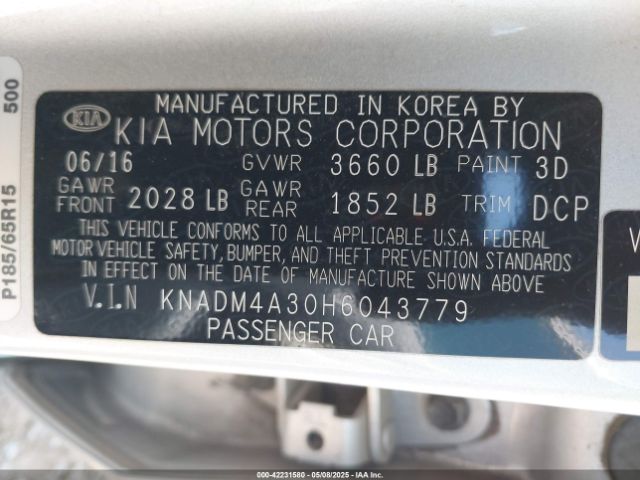 P185/65R15 500
KIA
MANUFACTURED IN KOREA BY
KIA MOTORS CORPORATION
06/16 GVWR 3660 LB PAINT 3D
GAWR FRONT 2028 LB GAWR REAR 1852 LB TRIM DCP
THIS VEHICLE CONFORMS TO ALL APPLICABLE U.S.A. FEDERAL
MOTOR VEHICLE SAFETY, BUMPER, AND THEFT PREVENTION STANDARDS
IN EFFECT ON THE DATE OF MANUFACTURE SHOWN ABOVE
V.I.N KNADM4A30H6043779
PASSENGER CAR
V
000-42231580 05/08/2025 IAAI.com